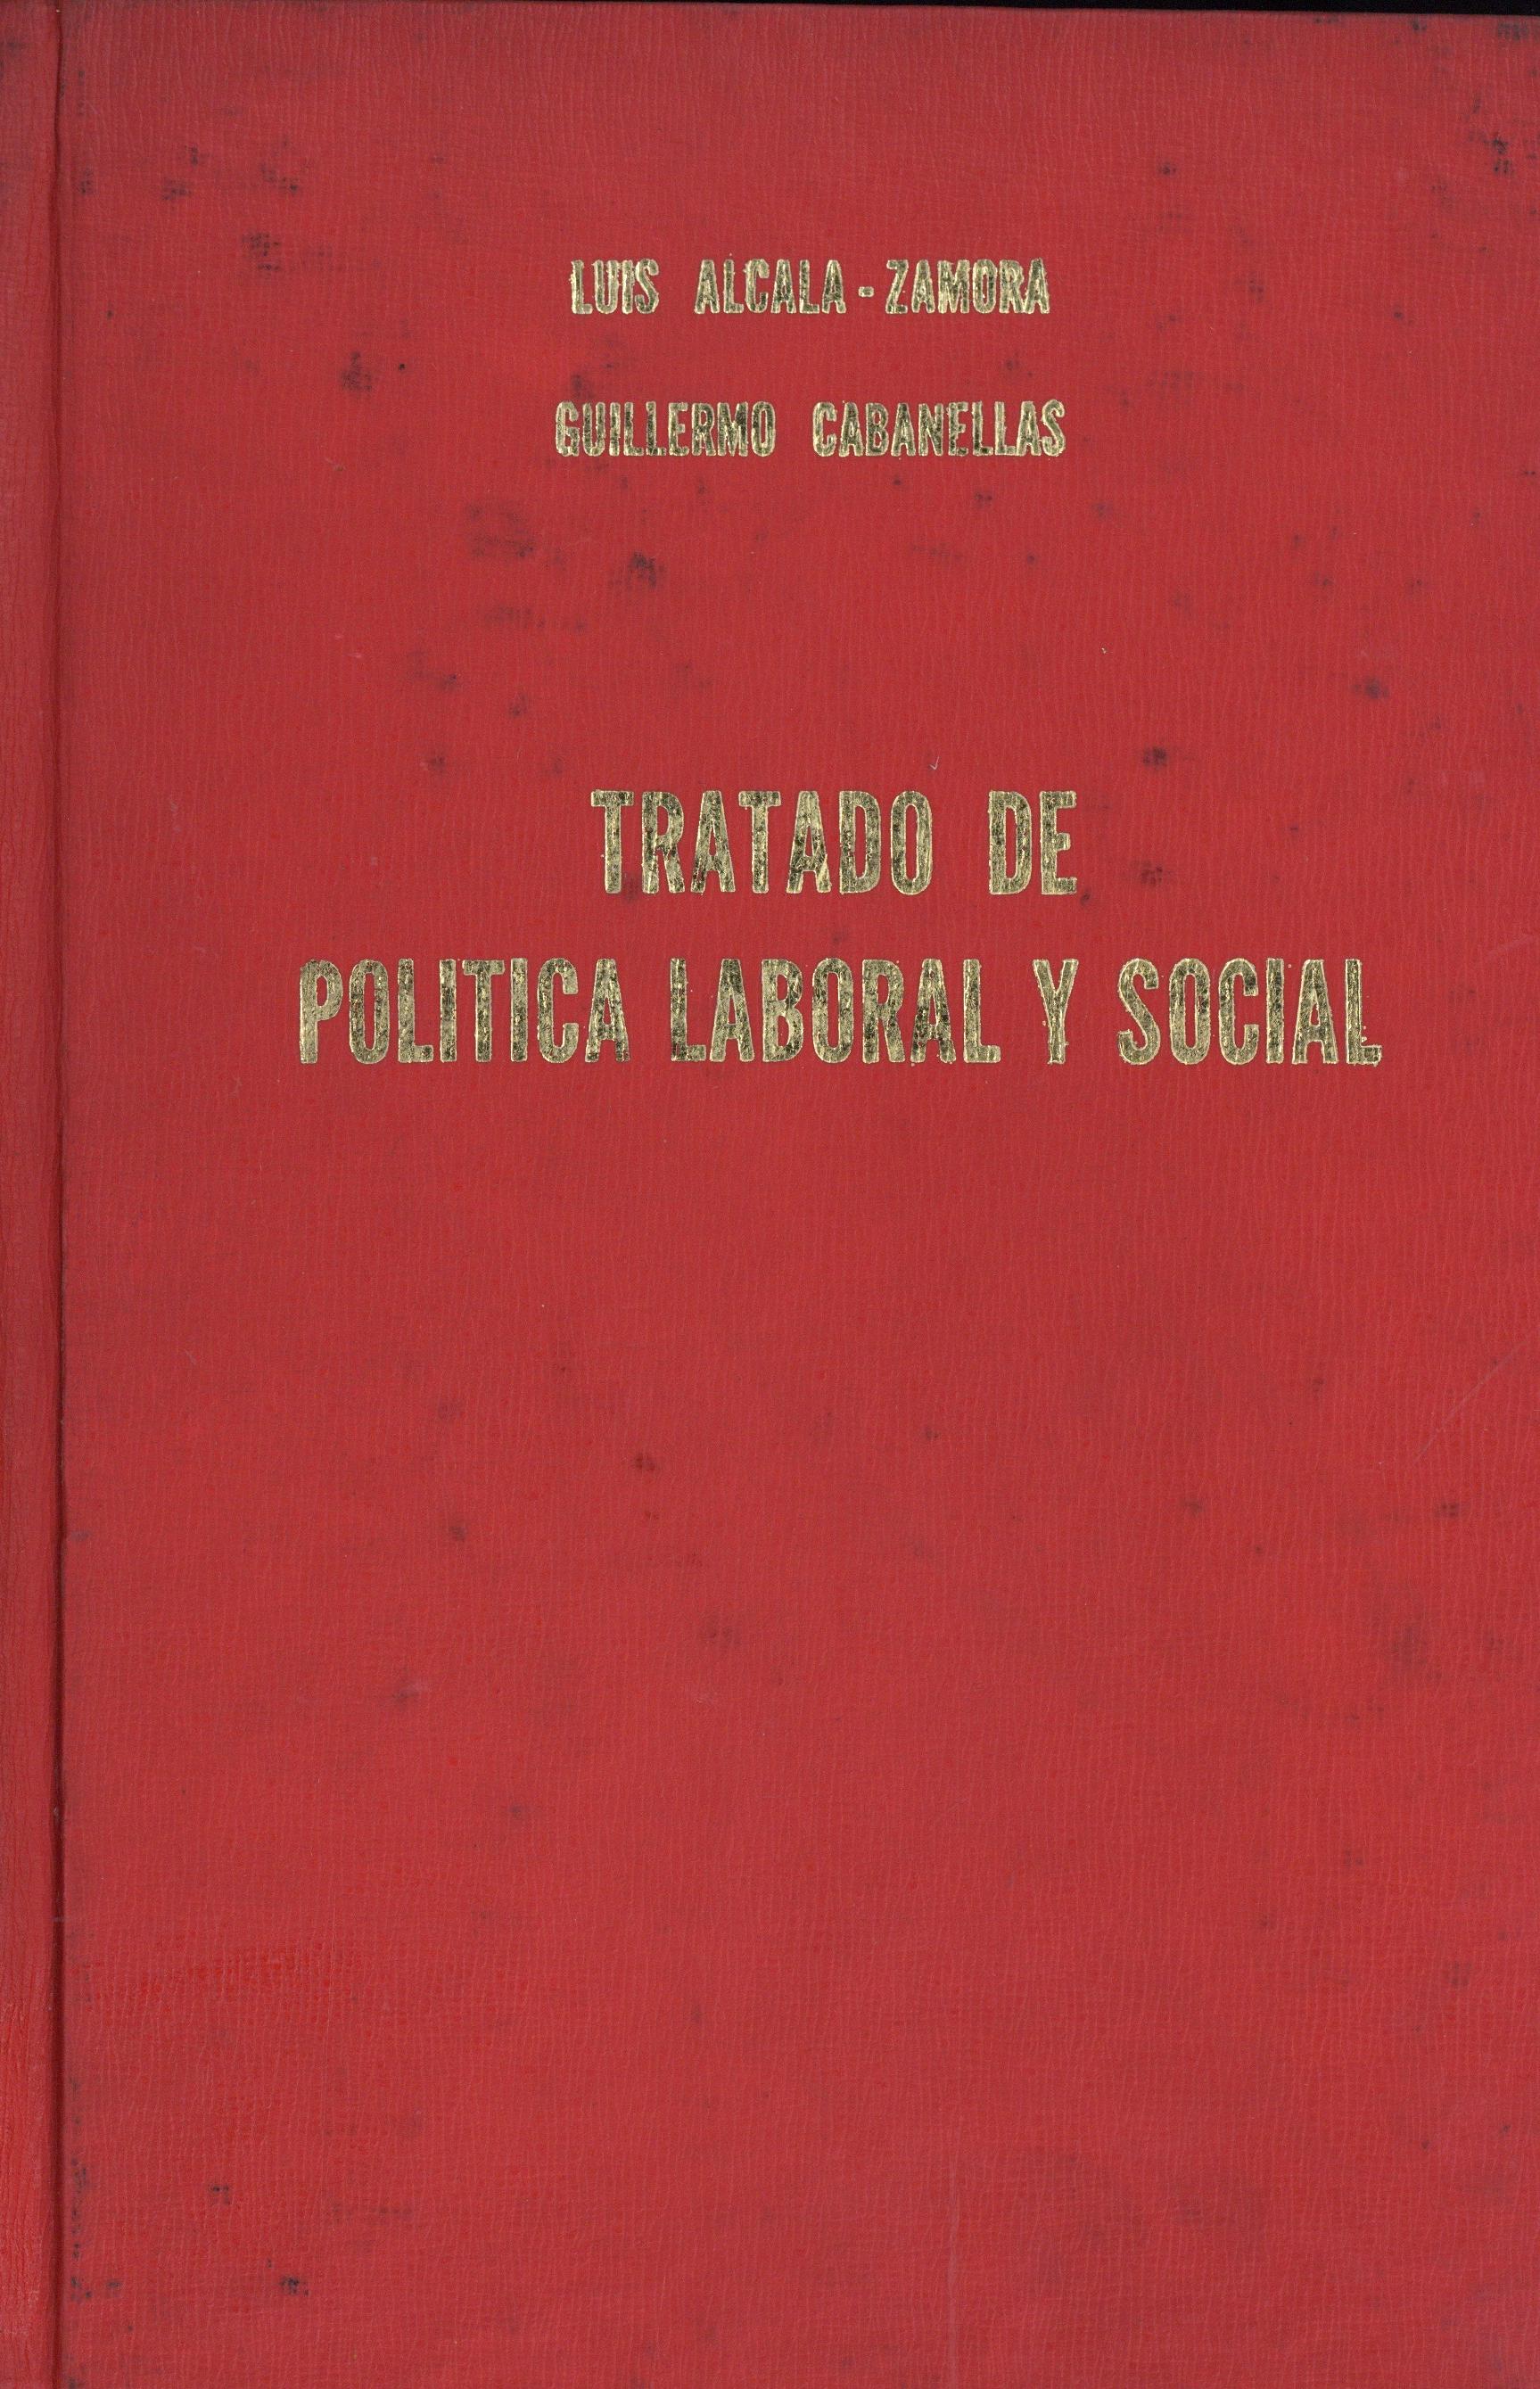 LUIS ALCALA-ZAMORA
GUILLERMO CABANELLAS
TRATADO DE
POLITICA LABORAL Y SOCIAL